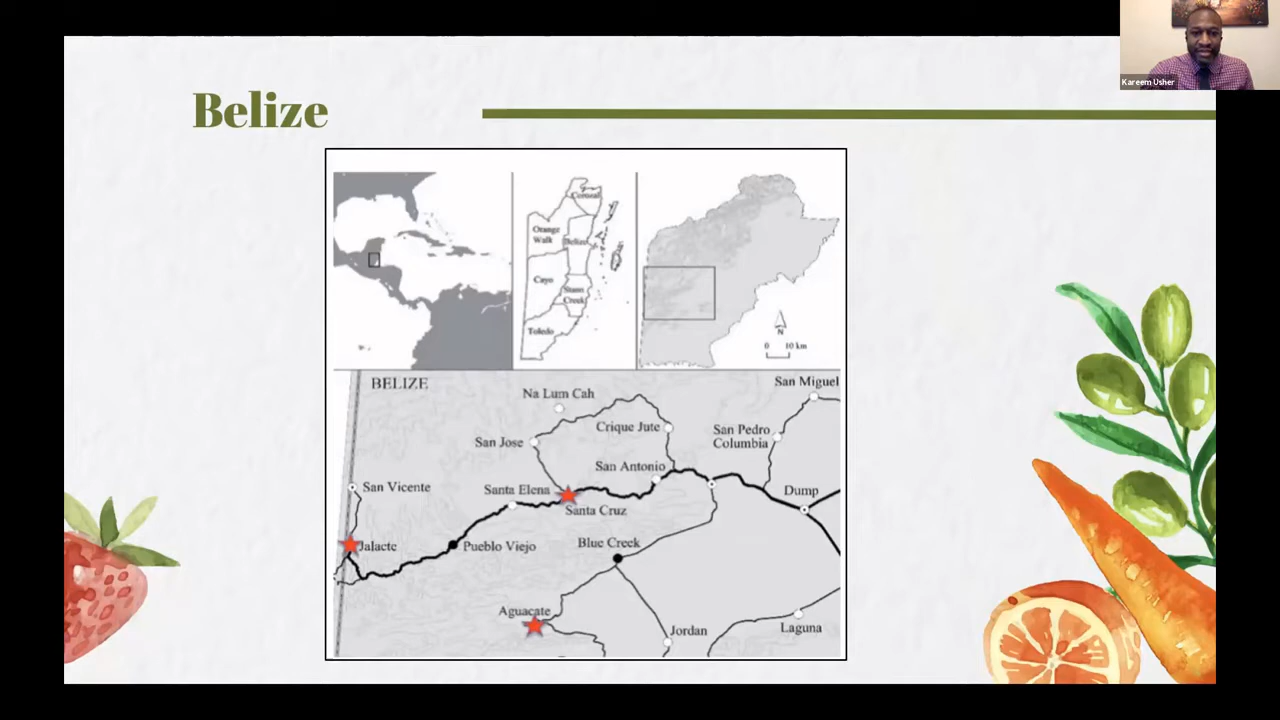 Kareem Usher
Belize
Corozal
Orange
Walk
Belize
Cayo
Stann
Creek
Toledo
N
0 10 km
BELIZE
San Miguel
Na Lum Cah
Crique Jute
San Pedro
Columbia
San Jose
San Antonio
San Vicente
Santa Elena
Dump
Santa Cruz
Jalacte
Pueblo Viejo
Blue Creek
Aguacate
Jordan
Laguna